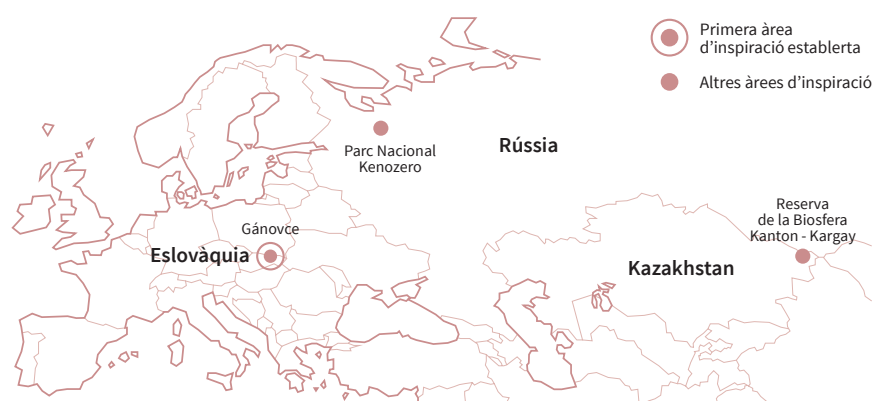 Primera àrea
d'inspiració establerta
Altres àrees d'inspiració
Parc Nacional
Kenozero
Rússia
Reserva
de la Biosfera
Kanton - Kargay
Gánovce
Eslovàquia
Kazakhstan